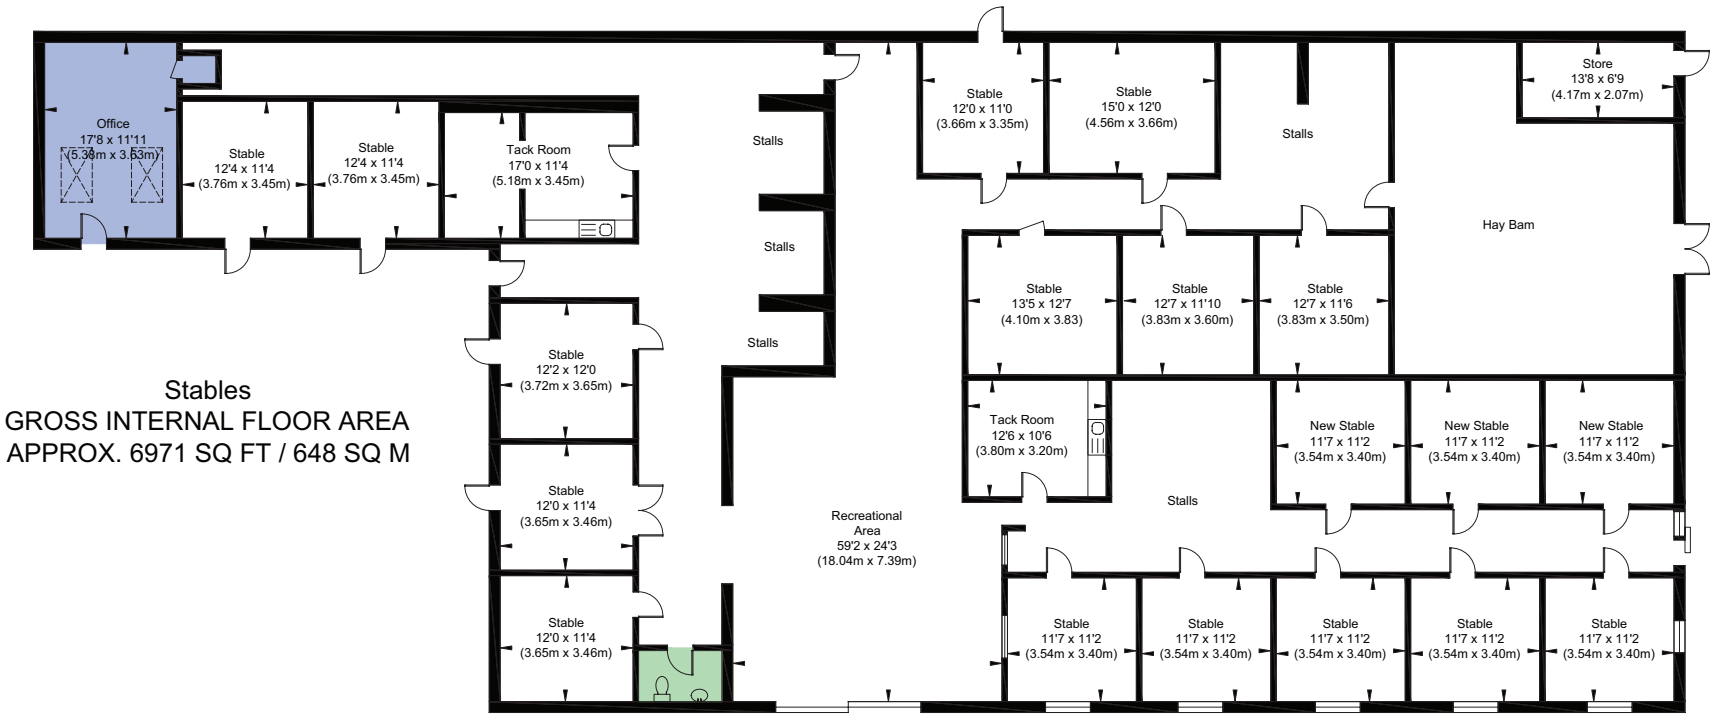 Office
17'8 x 11'11
(5.38m x 3.63m)
Stable
12'4 x 11'4
(3.76m x 3.45m)
Stable
12'4 x 11'4
(3.76m x 3.45m)
Tack Room
17'0 x 11'4
(5.18m x 3.45m)
Stalls
Stalls
Stalls
Stable
12'0 x 11'0
(3.66m x 3.35m)
Stable
15'0 x 12'0
(4.56m x 3.66m)
Stalls
Store
13'8 x 6'9
(4.17m x 2.07m)
Hay Barn
Stable
13'5 x 12'7
(4.10m x 3.83)
Stable
12'7 x 11'10
(3.83m x 3.60m)
Stable
12'7 x 11'6
(3.83m x 3.50m)
Stable
12'2 x 12'0
(3.72m x 3.65m)
Stables
GROSS INTERNAL FLOOR AREA
APPROX. 6971 SQ FT / 648 SQ M
Tack Room
12'6 x 10'6
(3.80m x 3.20m)
New Stable
11'7 x 11'2
(3.54m x 3.40m)
New Stable
11'7 x 11'2
(3.54m x 3.40m)
New Stable
11'7 x 11'2
(3.54m x 3.40m)
Stable
12'0 x 11'4
(3.65m x 3.46m)
Stalls
Recreational
Area
59'2 x 24'3
(18.04m x 7.39m)
Stable
12'0 x 11'4
(3.65m x 3.46m)
Stable
11'7 x 11'2
(3.54m x 3.40m)
Stable
11'7 x 11'2
(3.54m x 3.40m)
Stable
11'7 x 11'2
(3.54m x 3.40m)
Stable
11'7 x 11'2
(3.54m x 3.40m)
Stable
11'7 x 11'2
(3.54m x 3.40m)